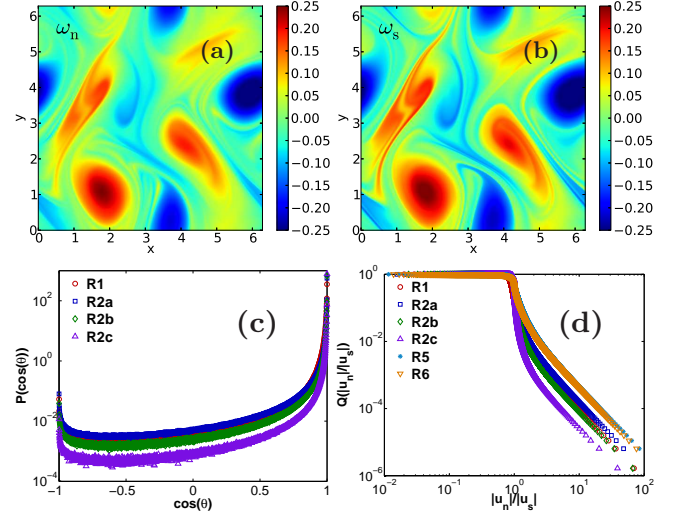 ω_n
(a)
6
5
4
3
2
1
0
y
0 1 2 3 4 5 6
x
0.25
0.20
0.15
0.10
0.05
0.00
−0.05
−0.10
−0.15
−0.20
−0.25
ω_s
(b)
6
5
4
3
2
1
0
y
0 1 2 3 4 5 6
x
0.25
0.20
0.15
0.10
0.05
0.00
−0.05
−0.10
−0.15
−0.20
−0.25
R1
R2a
R2b
R2c
(c)
10^2
10^0
10^−2
10^−4
P(cos(θ))
−1 −0.5 0 0.5 1
cos(θ)
R1
R2a
R2b
R2c
R5
R6
(d)
10^0
10^−2
10^−4
10^−6
Q(|u_n|/|u_s|)
10^−2 10^−1 10^0 10^1 10^2
|u_n|/|u_s|